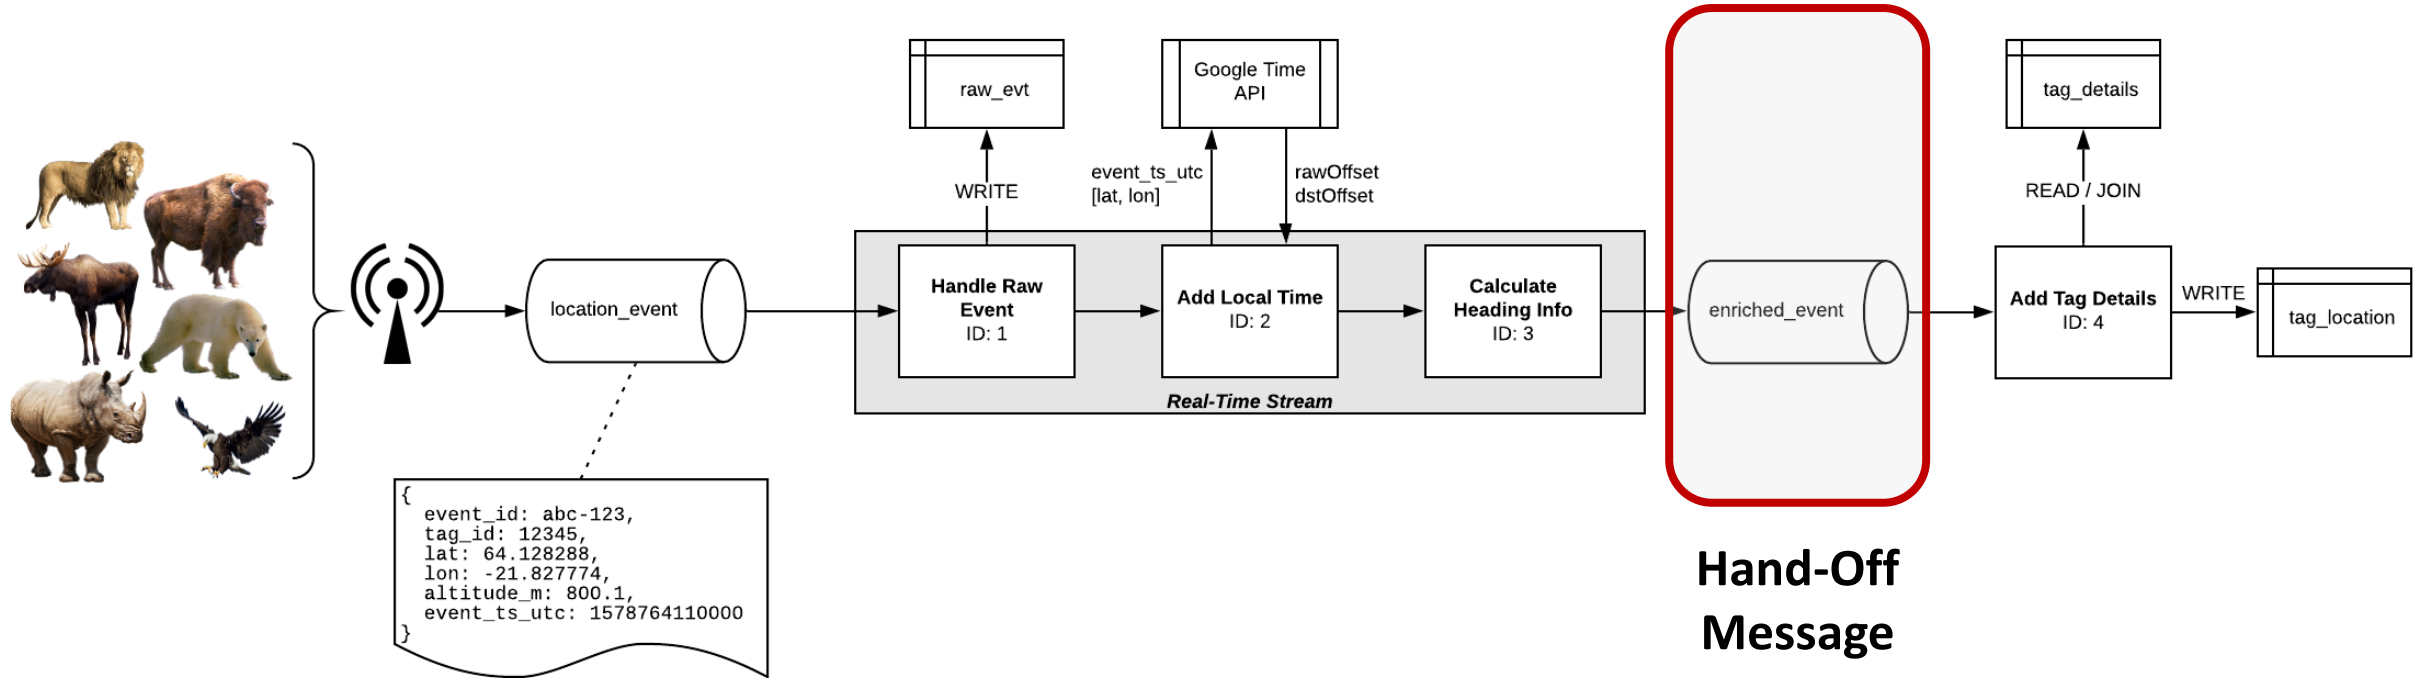 raw_evt
Google Time
API
tag_details
event_ts_utc
[lat, lon]
rawOffset
dstOffset
WRITE
READ / JOIN
location_event
Handle Raw
Event
ID: 1
Add Local Time
ID: 2
Calculate
Heading Info
ID: 3
enriched_event
Add Tag Details
ID: 4
WRITE
tag_location
Real-Time Stream
{
event_id: abc-123,
tag_id: 12345,
lat: 64.128288,
lon: -21.827774,
altitude_m: 800.1,
event_ts_utc: 1578764110000
}
Hand-Off
Message